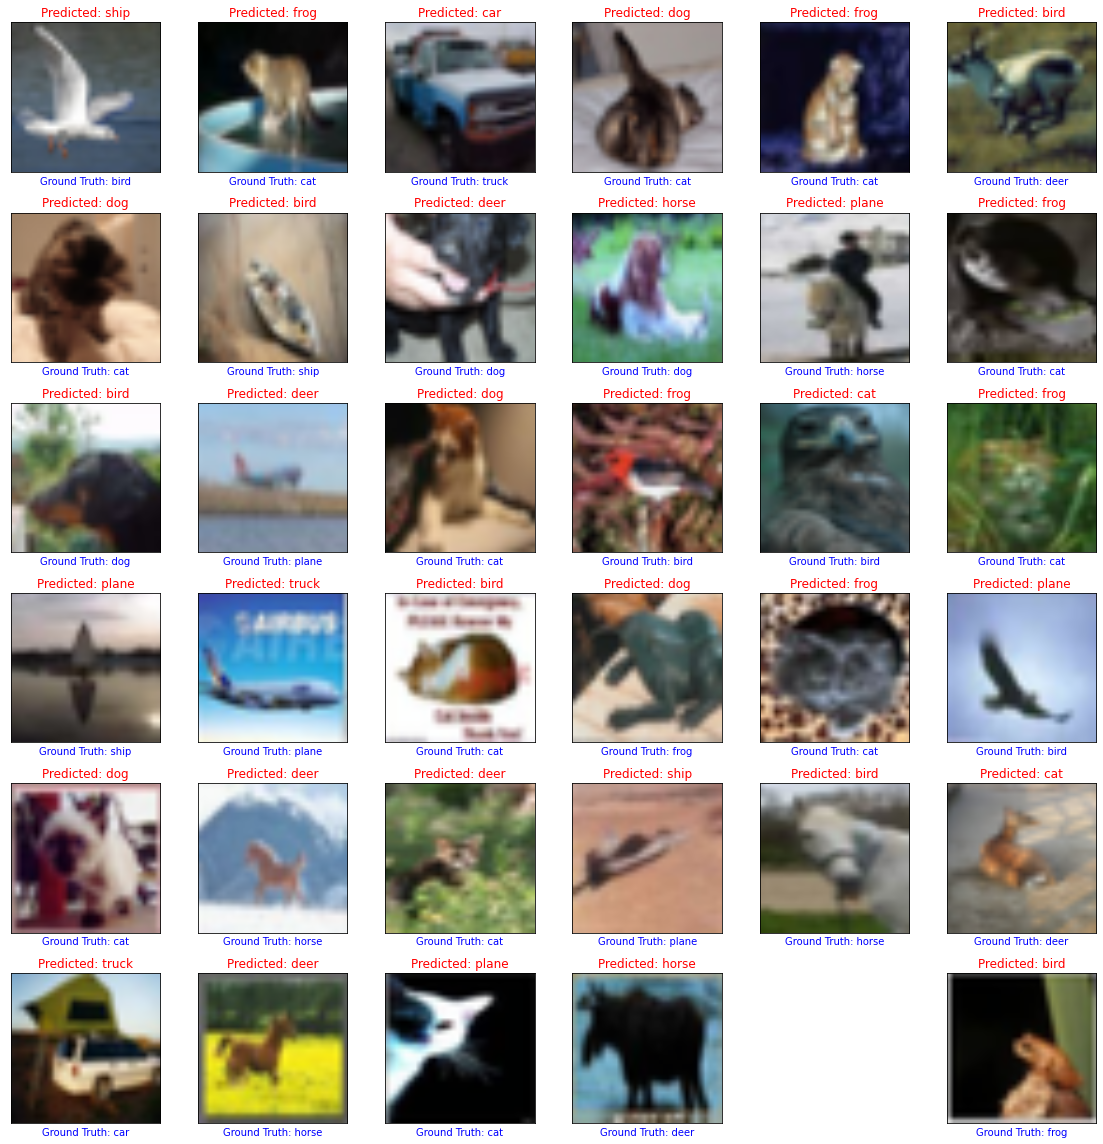 Predicted: ship Predicted: frog Predicted: car Predicted: dog Predicted: frog Predicted: bird
Ground Truth: bird Ground Truth: cat Ground Truth: truck Ground Truth: cat Ground Truth: cat Ground Truth: deer
Predicted: dog Predicted: bird Predicted: deer Predicted: horse Predicted: plane Predicted: frog
Ground Truth: cat Ground Truth: ship Ground Truth: dog Ground Truth: dog Ground Truth: horse Ground Truth: cat
Predicted: bird Predicted: deer Predicted: dog Predicted: frog Predicted: cat Predicted: frog
Ground Truth: dog Ground Truth: plane Ground Truth: cat Ground Truth: bird Ground Truth: bird Ground Truth: cat
Predicted: plane Predicted: truck Predicted: bird Predicted: dog Predicted: frog Predicted: plane
AIRBUS
Ground Truth: ship Ground Truth: plane Ground Truth: cat Ground Truth: frog Ground Truth: cat Ground Truth: bird
Predicted: dog Predicted: deer Predicted: deer Predicted: ship Predicted: bird Predicted: cat
Ground Truth: cat Ground Truth: horse Ground Truth: cat Ground Truth: plane Ground Truth: horse Ground Truth: deer
Predicted: truck Predicted: deer Predicted: plane Predicted: horse Predicted: bird
Ground Truth: car Ground Truth: horse Ground Truth: cat Ground Truth: deer Ground Truth: frog